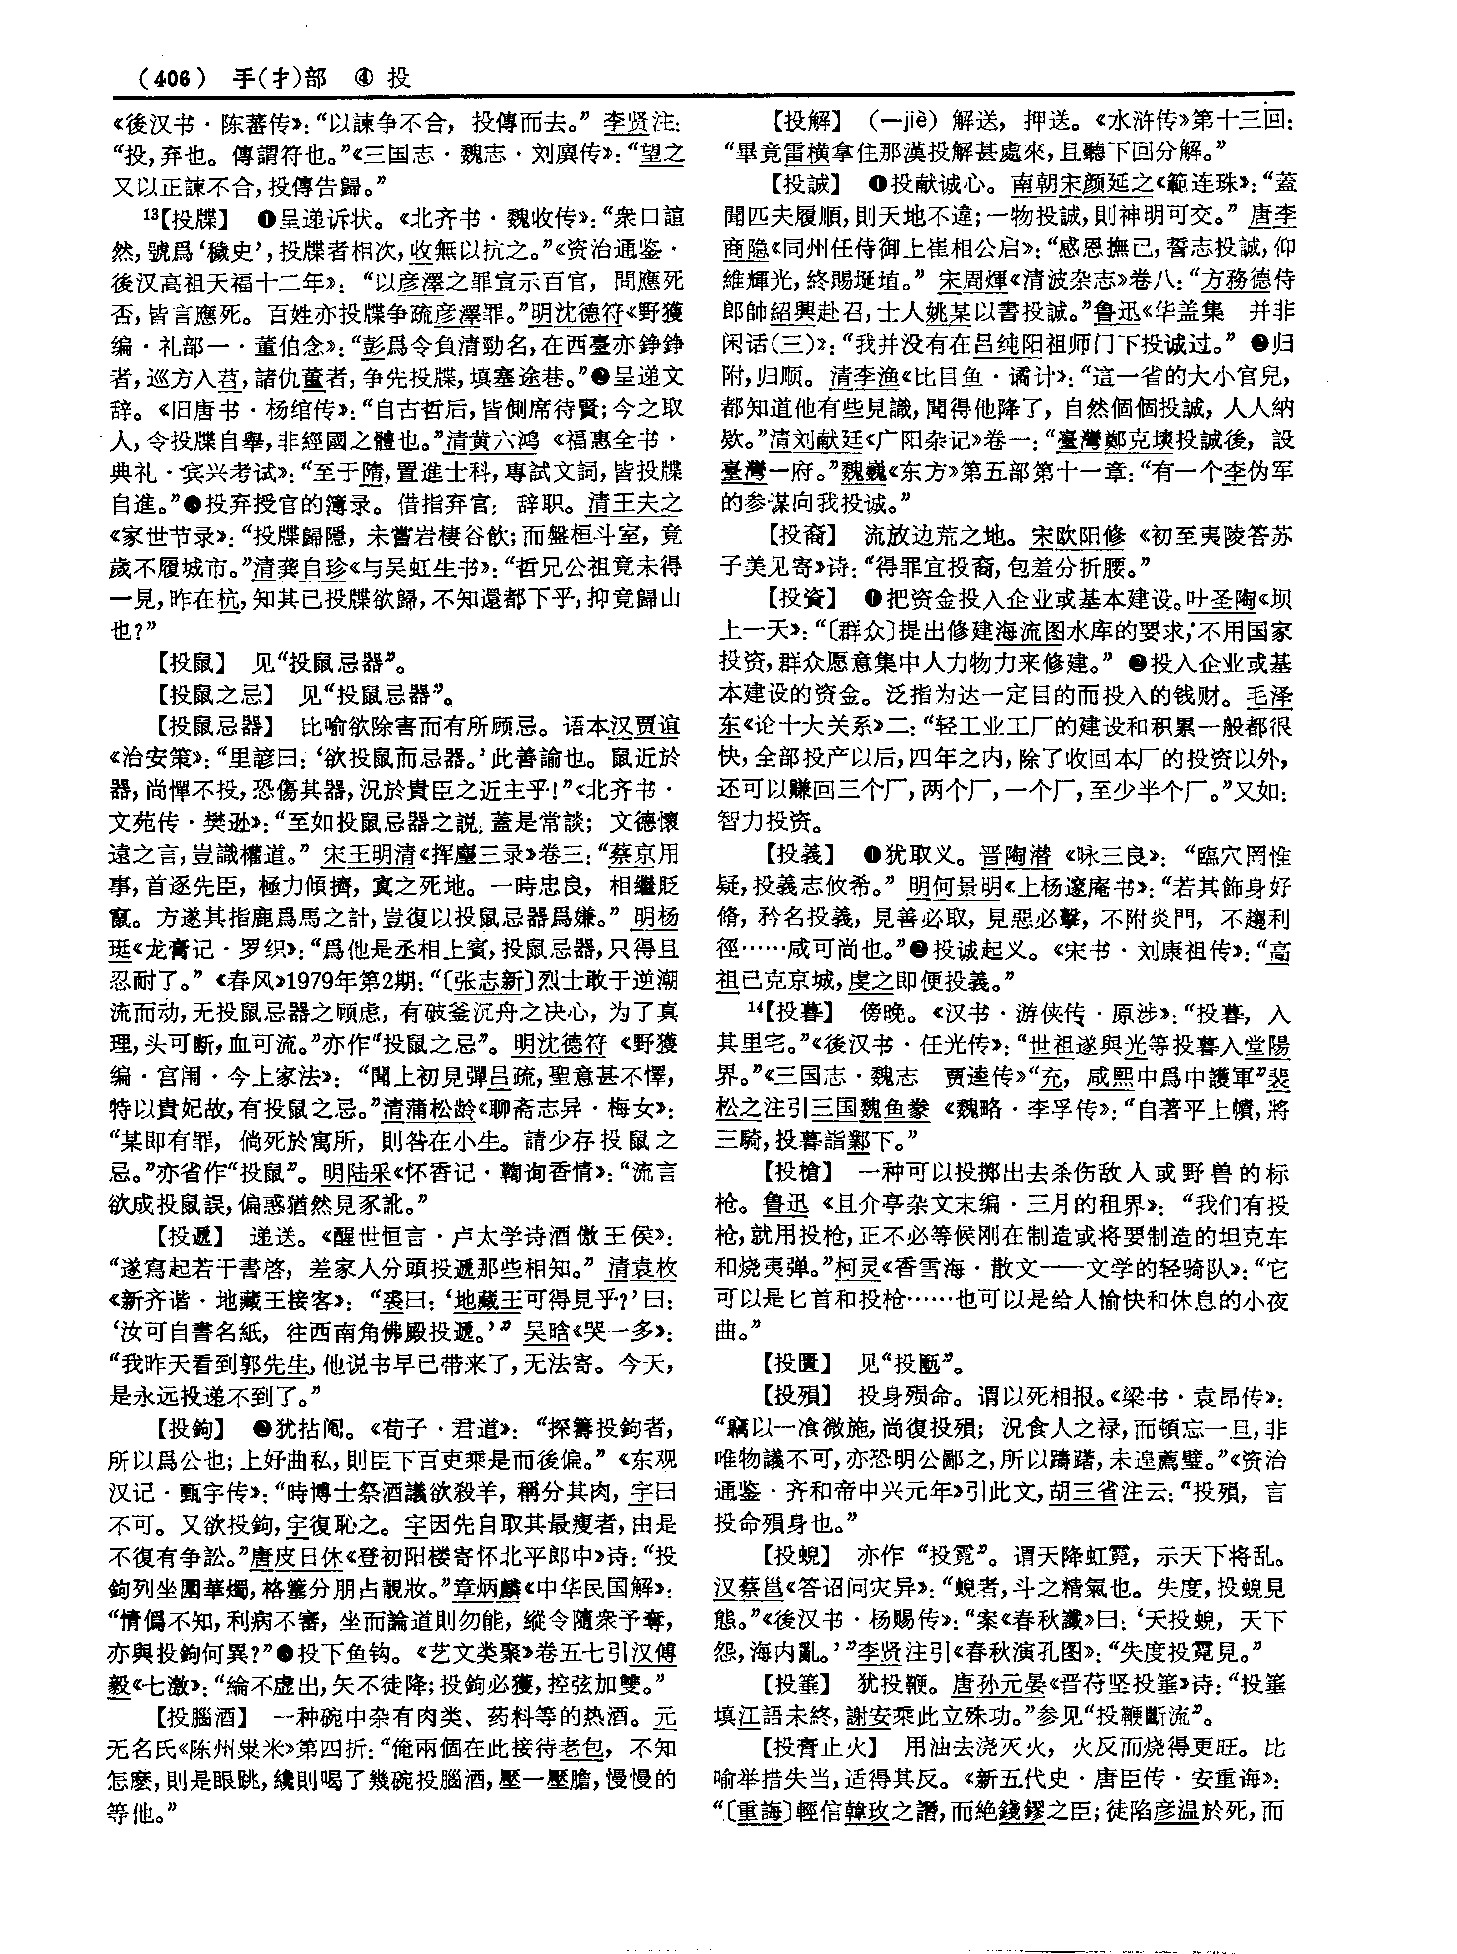 （406） 手(扌)部 ④ 投
《後汉书·陈蕃传》：“以諫争不合，投傳而去。”李贤注：
“投，弃也。傳謂符也。”《三国志·魏志·刘廙传》：“望之
又以正諫不合，投傳告歸。”
13【投牒】 ❶呈递诉状。《北齐书·魏收传》：“衆口諠
然，號爲‘穢史’，投牒者相次，收無以抗之。”《资治通鉴·
後汉高祖天福十二年》：“以彦澤之罪宣示百官，問應死
否，皆言應死。百姓亦投牒争疏彦澤罪。”明沈德符《野獲
编·礼部一·董伯念》：“彭爲令負清勁名，在西臺亦錚錚
者，巡方入苕，諸仇董者，争先投牒，填塞途巷。”❷呈递文
辞。《旧唐书·杨绾传》：“自古哲后，皆側席待賢；今之取
人，令投牒自舉，非經國之體也。”清黄六鸿《福惠全书·
典礼·宾兴考试》：“至于隋，置進士科，專試文詞，皆投牒
自進。”❸投弃授官的簿录。借指弃官；辞职。清王夫之
《家世节录》：“投牒歸隱，未嘗岩棲谷飲；而盤桓斗室，竟
歲不履城市。”清龚自珍《与吴虹生书》：“哲兄公祖竟未得
一見，昨在杭，知其已投牒欲歸，不知還都下乎，抑竟歸山
也？”
【投鼠】 见“投鼠忌器”。
【投鼠之忌】 见“投鼠忌器”。
【投鼠忌器】 比喻欲除害而有所顾忌。语本汉贾谊
《治安策》：“里諺曰：‘欲投鼠而忌器。’此善諭也。鼠近於
器，尚憚不投，恐傷其器，況於貴臣之近主乎！”《北齐书·
文苑传·樊逊》：“至如投鼠忌器之説，蓋是常談；文德懷
遠之言，豈識權道。”宋王明清《挥麈三录》卷三：“蔡京用
事，首逐先臣，極力傾擠，寘之死地。一時忠良，相繼貶
竄。方遂其指鹿爲馬之計，豈復以投鼠忌器爲嫌。”明杨
珽《龙膏记·罗织》：“爲他是丞相上賓，投鼠忌器，只得且
忍耐了。”《春风》1979年第2期：“〔张志新〕烈士敢于逆潮
流而动，无投鼠忌器之顾虑，有破釜沉舟之决心，为了真
理，头可断，血可流。”亦作“投鼠之忌”。明沈德符《野獲
编·宫闱·今上家法》：“聞上初見彈吕疏，聖意甚不懌，
特以貴妃故，有投鼠之忌。”清蒲松龄《聊斋志异·梅女》：
“某即有罪，倘死於寓所，則咎在小生。請少存投鼠之
忌。”亦省作“投鼠”。明陆采《怀香记·鞫询香情》：“流言
欲成投鼠誤，偏惑猶然見豕訛。”
【投遞】 递送。《醒世恒言·卢太学诗酒傲王侯》：
“遂寫起若干書啓，差家人分頭投遞那些相知。”清袁枚
《新齐谐·地藏王接客》：“裘曰：‘地藏王可得見乎？’曰：
‘汝可自書名紙，往西南角佛殿投遞。’”吴晗《哭一多》：
“我昨天看到郭先生，他说书早已带来了，无法寄。今天，
是永远投递不到了。”
【投鉤】 ❷犹拈阄。《荀子·君道》：“探籌投鉤者，
所以爲公也；上好曲私，則臣下百吏乘是而後偏。”《东观
汉记·甄宇传》：“時博士祭酒議欲殺羊，稱分其肉，宇曰
不可。又欲投鉤，宇復恥之。宇因先自取其最瘦者，由是
不復有争訟。”唐皮日休《登初阳楼寄怀北平郎中》诗：“投
鉤列坐圍華燭，格簺分朋占靚妝。”章炳麟《中华民国解》：
“情僞不知，利病不審，坐而論道則勿能，縱令隨衆予奪，
亦與投鉤何異？”❸投下鱼钩。《艺文类聚》卷五七引汉傅
毅《七激》：“綸不虚出，矢不徒降；投鉤必獲，控弦加雙。”
【投腦酒】 一种碗中杂有肉类、药料等的热酒。元
无名氏《陈州粜米》第四折：“俺兩個在此接待老包，不知
怎麽，則是眼跳，纔則喝了幾碗投腦酒，壓一壓膽，慢慢的
等他。”
【投解】 （—jiè）解送，押送。《水浒传》第十三回：
“畢竟雷横拿住那漢投解甚處來，且聽下回分解。”
【投誠】 ❶投献诚心。南朝宋颜延之《範连珠》：“蓋
聞匹夫履順，則天地不違；一物投誠，則神明可交。”唐李
商隐《同州任侍御上崔相公启》：“感恩撫己，誓志投誠，仰
維輝光，終賜埏埴。”宋周煇《清波杂志》卷八：“方務德侍
郎帥紹興赴召，士人姚某以書投誠。”鲁迅《华盖集 并非
闲话（三）》：“我并没有在吕纯阳祖师门下投诚过。”❷归
附，归顺。清李渔《比目鱼·谲计》：“這一省的大小官兒，
都知道他有些見識，聞得他降了，自然個個投誠，人人納
欵。”清刘献廷《广阳杂记》卷一：“臺灣鄭克塽投誠後，設
臺灣一府。”魏巍《东方》第五部第十一章：“有一个李伪军
的参谋向我投诚。”
【投裔】 流放边荒之地。宋欧阳修《初至夷陵答苏
子美见寄》诗：“得罪宜投裔，包羞分折腰。”
【投資】 ❶把资金投入企业或基本建设。叶圣陶《坝
上一天》：“〔群众〕提出修建海流图水库的要求，不用国家
投资，群众愿意集中人力物力来修建。”❷投入企业或基
本建设的资金。泛指为达一定目的而投入的钱财。毛泽
东《论十大关系》二：“轻工业工厂的建设和积累一般都很
快，全部投产以后，四年之内，除了收回本厂的投资以外，
还可以赚回三个厂，两个厂，一个厂，至少半个厂。”又如：
智力投资。
【投義】 ❶犹取义。晋陶潜《咏三良》：“臨穴罔惟
疑，投義志攸希。”明何景明《上杨邃庵书》：“若其飾身好
脩，矜名投義，見善必取，見惡必擊，不附炎門，不趨利
徑……咸可尚也。”❷投诚起义。《宋书·刘康祖传》：“高
祖已克京城，虔之即便投義。”
14【投暮】 傍晚。《汉书·游侠传·原涉》：“投暮，入
其里宅。”《後汉书·任光传》：“世祖遂與光等投暮入堂陽
界。”《三国志·魏志 贾逵传》“充，咸熙中爲中護軍”裴
松之注引三国魏鱼豢《魏略·李孚传》：“自著平上幘，將
三騎，投暮詣鄴下。”
【投槍】 一种可以投掷出去杀伤敌人或野兽的标
枪。鲁迅《且介亭杂文末编·三月的租界》：“我们有投
枪，就用投枪，正不必等候刚在制造或将要制造的坦克车
和烧夷弹。”柯灵《香雪海·散文——文学的轻骑队》：“它
可以是匕首和投枪……也可以是给人愉快和休息的小夜
曲。”
【投匭】 见“投匦”。
【投殞】 投身殒命。谓以死相报。《梁书·袁昂传》：
“竊以一飡微施，尚復投殞；況食人之禄，而頓忘一旦，非
唯物議不可，亦恐明公鄙之，所以躊躇，未遑薦璧。”《资治
通鉴·齐和帝中兴元年》引此文，胡三省注云：“投殞，言
投命殞身也。”
【投蜺】 亦作“投霓”。谓天降虹霓，示天下将乱。
汉蔡邕《答诏问灾异》：“蜺者，斗之精氣也。失度，投蜺見
態。”《後汉书·杨赐传》：“案《春秋讖》曰：‘天投蜺，天下
怨，海内亂。’”李贤注引《春秋演孔图》：“失度投霓見。”
【投箠】 犹投鞭。唐孙元晏《晋苻坚投箠》诗：“投箠
填江語未終，謝安乘此立殊功。”参见“投鞭斷流”。
【投膏止火】 用油去浇灭火，火反而烧得更旺。比
喻举措失当，适得其反。《新五代史·唐臣传·安重诲》：
“〔重誨〕輕信韓玫之譖，而絶錢鏐之臣；徒陷彦温於死，而